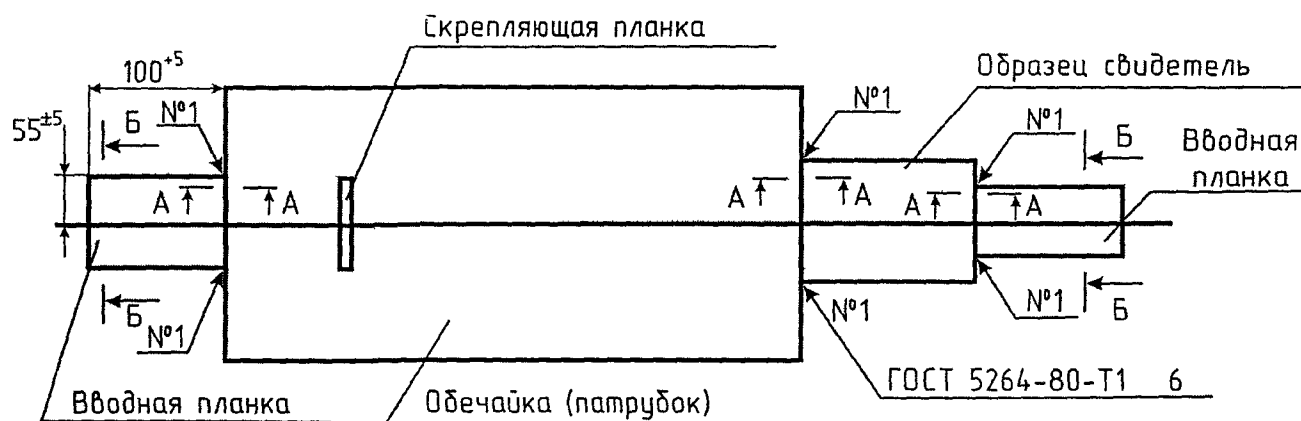 Скрепляющая планка
100⁺⁵
Образец свидетель
55±⁵
Б
№1
№1
№1
Б
Вводная
планка
А
А
А
А
А
А
Б
№1
№1
№1
Б
ГОСТ 5264-80-Т1 6
Вводная планка
Обечайка (патрубок)